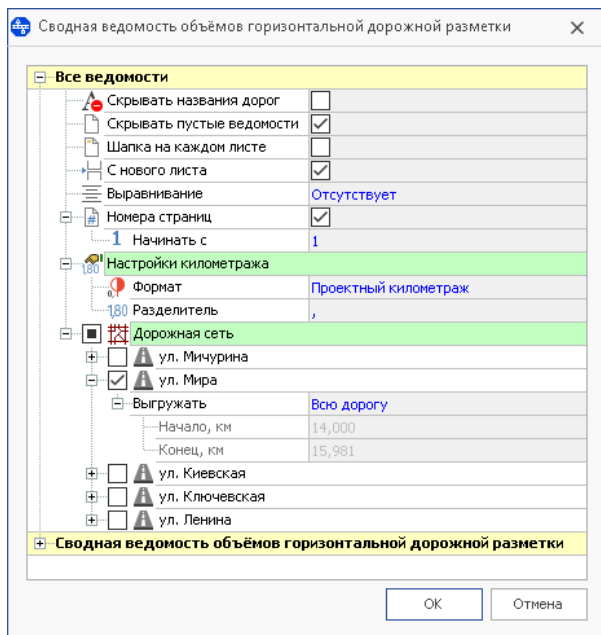 Сводная ведомость объёмов горизонтальной дорожной разметки
Все ведомости
Скрывать названия дорог
Скрывать пустые ведомости
Шапка на каждом листе
С нового листа
Выравнивание Отсутствует
Номера страниц
1 Начинать с 1
Настройки километража
Формат Проектный километраж
1,80 Разделитель ,
Дорожная сеть
ул. Мичурина
ул. Мира
Выгружать Всю дорогу
Начало, км 14,000
Конец, км 15,981
ул. Киевская
ул. Ключевская
ул. Ленина
Сводная ведомость объёмов горизонтальной дорожной разметки
ОК Отмена